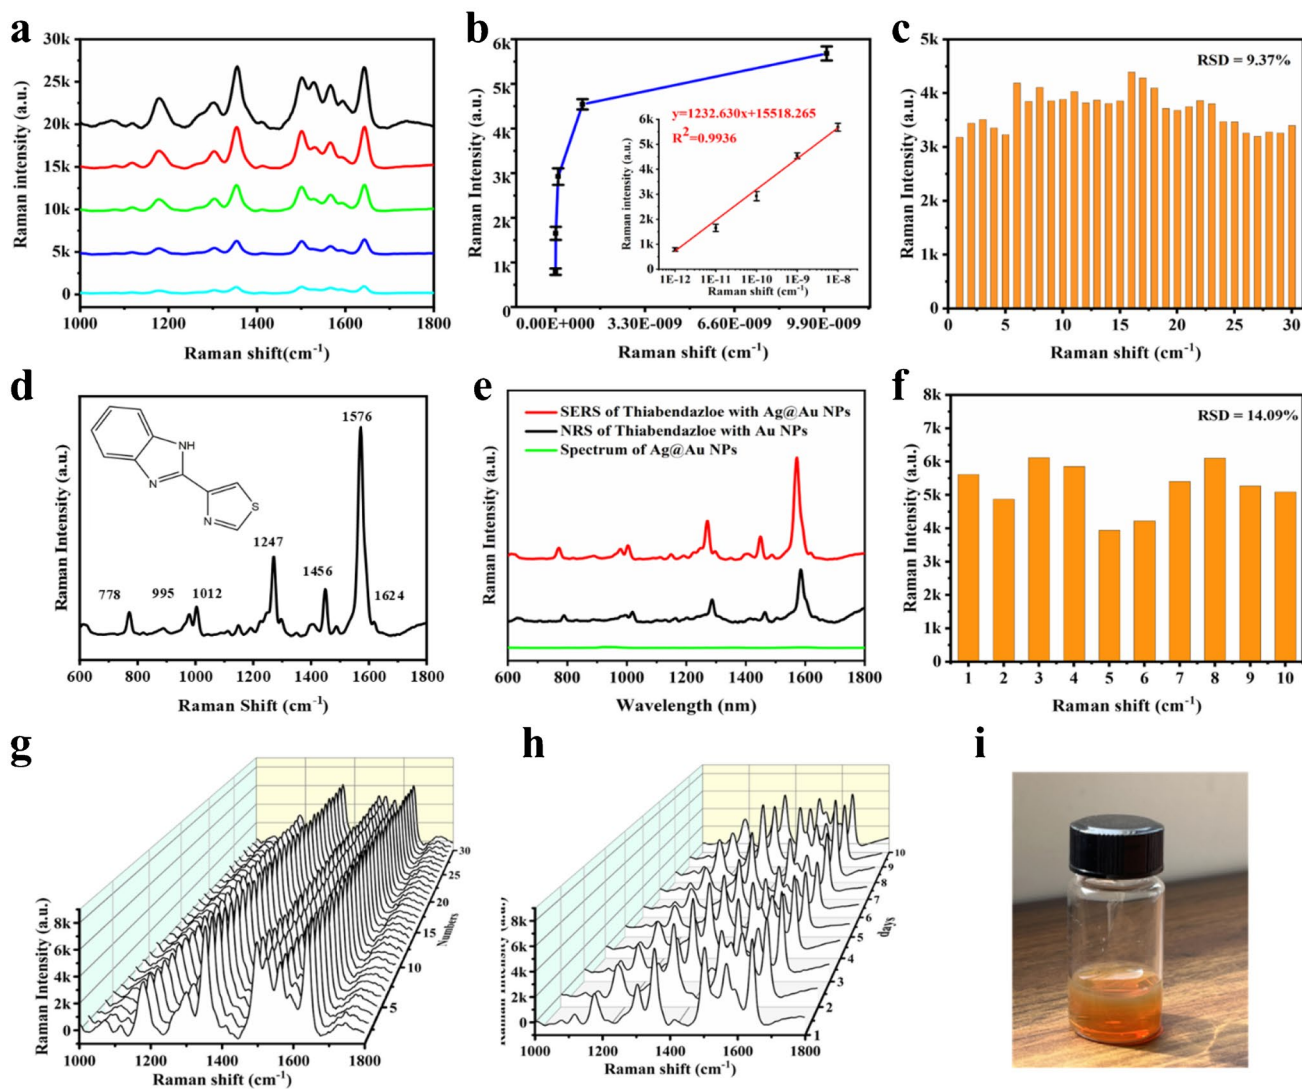 a
30k
25k
20k
15k
10k
5k
0
Raman intensity (a.u.)
1000 1200 1400 1600 1800
Raman shift(cm⁻¹)
b
6k
5k
4k
3k
2k
1k
0
Raman Intensity (a.u.)
0.00E+000 3.30E-009 6.60E-009 9.90E-009
Raman shift (cm⁻¹)
y=1232.630x+15518.265
R²=0.9936
6k
5k
4k
3k
2k
1k
0
Raman intensity (a.u.)
1E-12 1E-11 1E-10 1E-9 1E-8
Raman shift (cm⁻¹)
c
RSD = 9.37%
5k
4k
3k
2k
1k
0
Raman Intensity (a.u.)
0 5 10 15 20 25 30
Raman shift (cm⁻¹)
d
NH
N
N
S
1576
1247
1456
1624
778
995
1012
Raman Intensity (a.u.)
600 800 1000 1200 1400 1600 1800
Raman Shift (cm⁻¹)
e
SERS of Thiabendazloe with Ag@Au NPs
NRS of Thiabendazloe with Au NPs
Spectrum of Ag@Au NPs
Raman Intensity (a.u.)
600 800 1000 1200 1400 1600 1800
Wavelength (nm)
f
RSD = 14.09%
8k
7k
6k
5k
4k
3k
2k
1k
0
Raman Intensity (a.u.)
1 2 3 4 5 6 7 8 9 10
Raman shift (cm⁻¹)
g
8k
6k
4k
2k
0
Raman Intensity (a.u.)
1000 1200 1400 1600 1800
Raman shift (cm⁻¹)
30
25
20
15
10
5
Numbers
h
8k
6k
4k
2k
0
Intensity (a.u.)
1000 1200 1400 1600 1800
Raman shift (cm⁻¹)
10
9
8
7
6
5
4
3
2
1
days
i